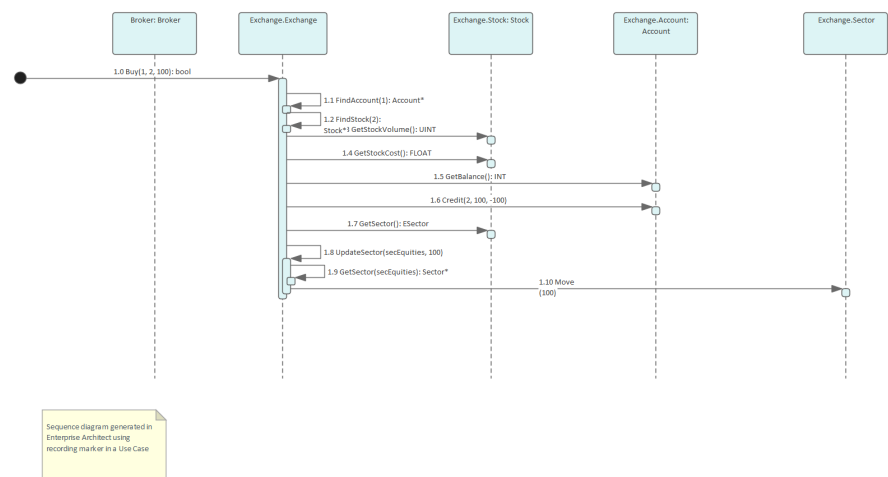 Broker: Broker
Exchange.Exchange
Exchange.Stock: Stock
Exchange.Account:
Account
Exchange.Sector
1.0 Buy(1, 2, 100): bool
1.1 FindAccount(1): Account*
1.2 FindStock(2):
Stock*
GetStockVolume(): UINT
1.4 GetStockCost(): FLOAT
1.5 GetBalance(): INT
1.6 Credit(2, 100, -100)
1.7 GetSector(): ESector
1.8 UpdateSector(secEquities, 100)
1.9 GetSector(secEquities): Sector*
1.10 Move
(100)
Sequence diagram generated in
Enterprise Architect using
recording marker in a Use Case